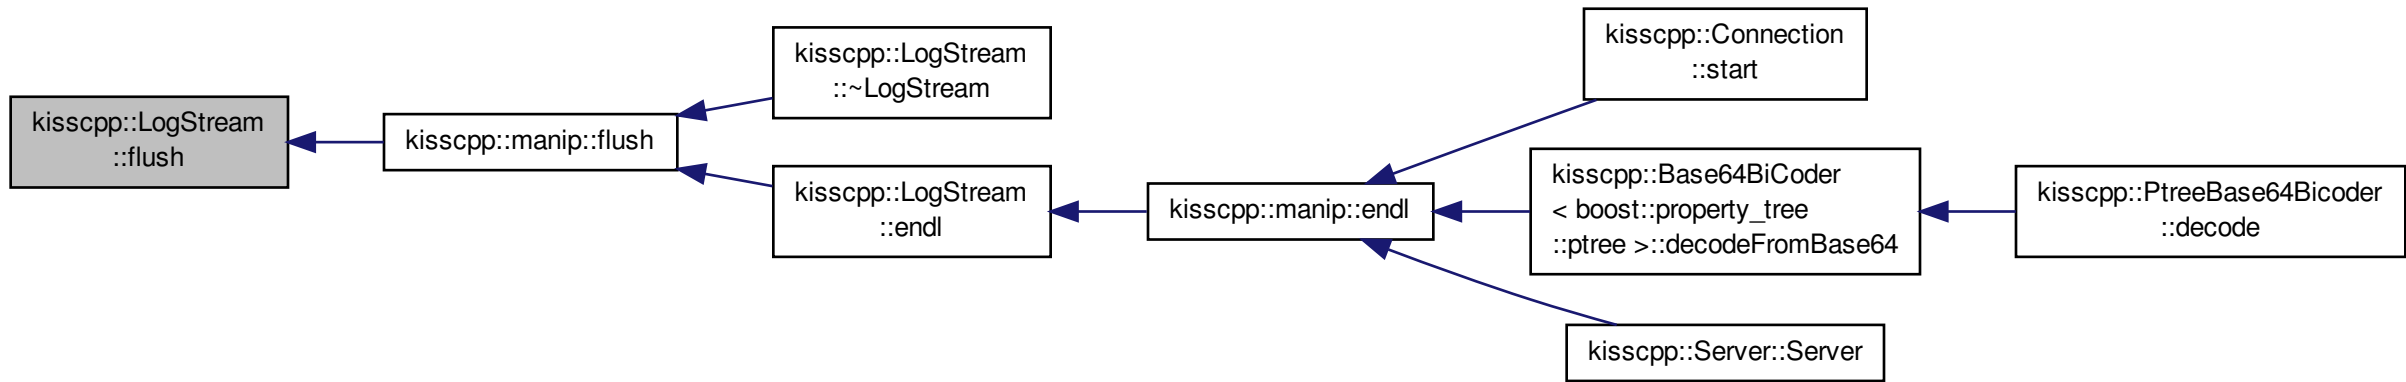 kisscpp::LogStream
::flush
kisscpp::manip::flush
kisscpp::LogStream
::~LogStream
kisscpp::LogStream
::endl
kisscpp::manip::endl
kisscpp::Connection
::start
kisscpp::Base64BiCoder
< boost::property_tree
::ptree >::decodeFromBase64
kisscpp::Server::Server
kisscpp::PtreeBase64Bicoder
::decode